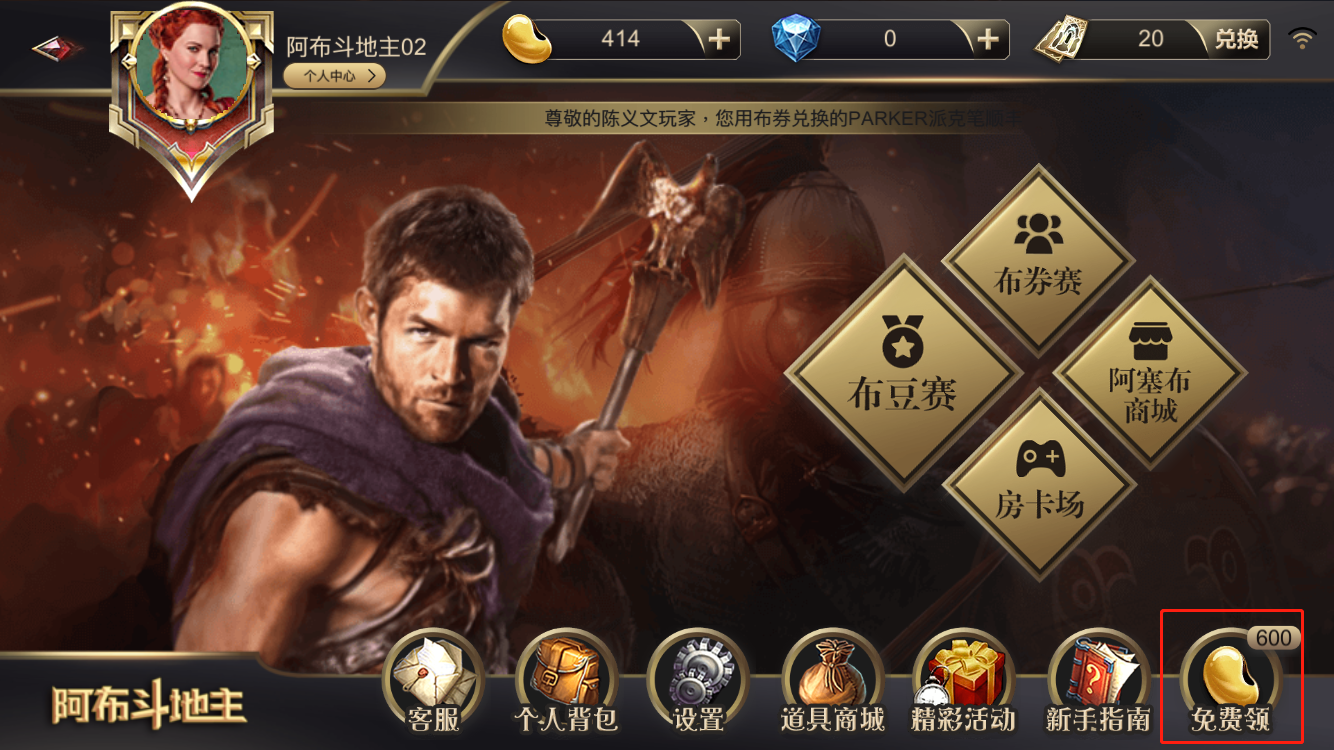 阿布斗地主02
个人中心
414
0
20
兑换
尊敬的陈义文玩家，您用布券兑换的PARKER派克笔
布券赛
布豆赛
阿塞布
商城
房卡场
600
阿布斗地主
客服
个人背包
设置
道具商城
精彩活动
新手指南
免费领